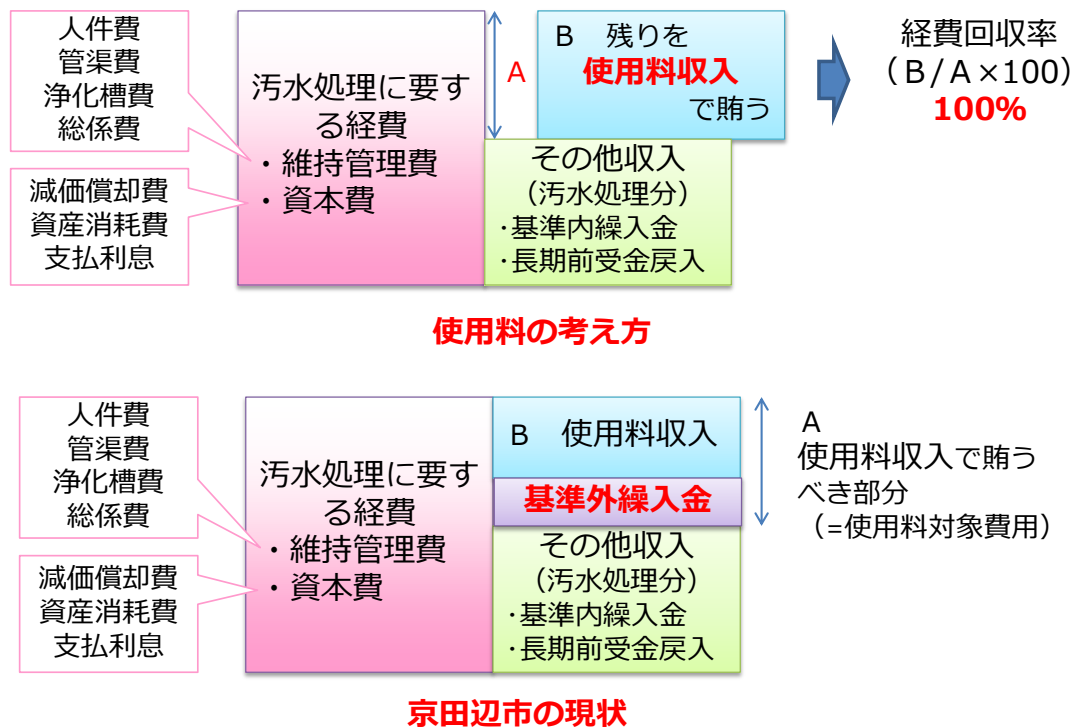 人件費
管渠費
浄化槽費
総係費
減価償却費
資産消耗費
支払利息
汚水処理に要す
る経費
・維持管理費
・資本費
A
B 残りを
使用料収入
で賄う
その他収入
（汚水処理分）
・基準内繰入金
・長期前受金戻入
経費回収率
（B/A×100）
100%
使用料の考え方
人件費
管渠費
浄化槽費
総係費
減価償却費
資産消耗費
支払利息
汚水処理に要す
る経費
・維持管理費
・資本費
B 使用料収入
基準外繰入金
その他収入
（汚水処理分）
・基準内繰入金
・長期前受金戻入
A
使用料収入で賄う
べき部分
（=使用料対象費用）
京田辺市の現状